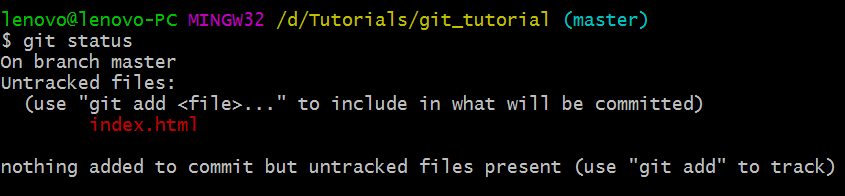 lenovo@lenovo-PC MINGW32 /d/Tutorials/git_tutorial (master)
$ git status
On branch master
Untracked files:
  (use "git add <file>..." to include in what will be committed)
        index.html

nothing added to commit but untracked files present (use "git add" to track)